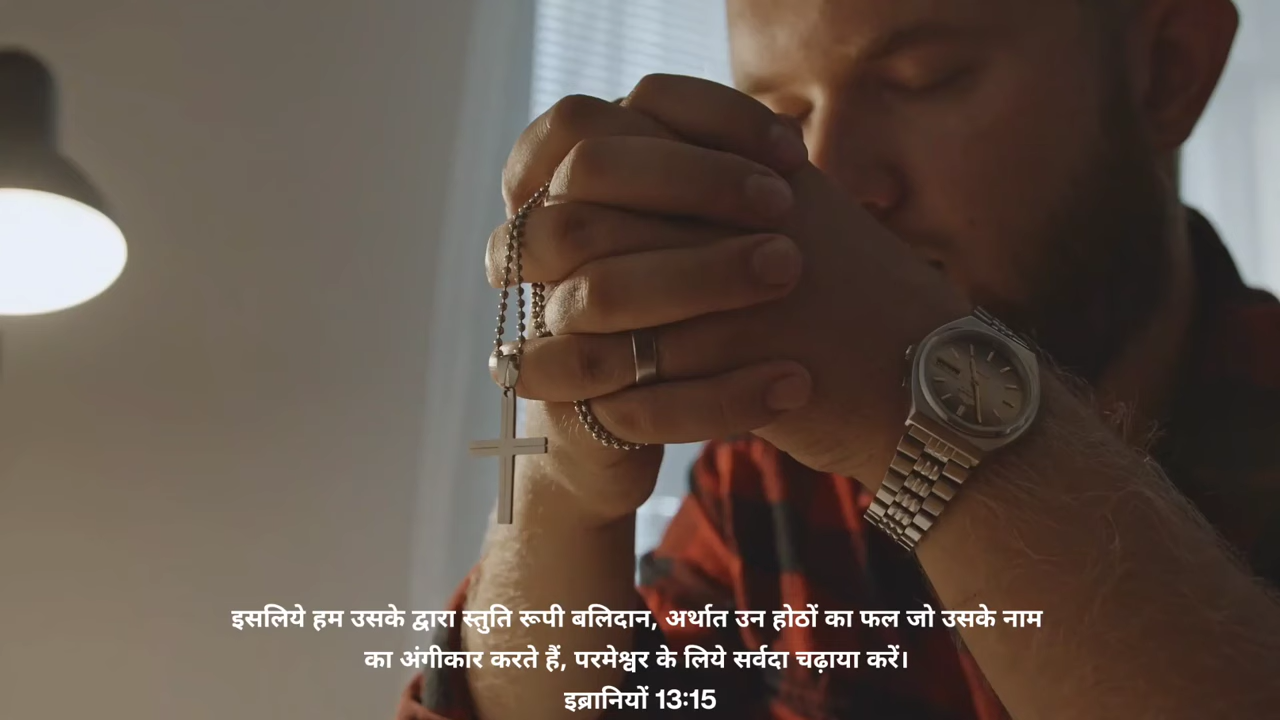 इसलिये हम उसके द्वारा स्तुति रूपी बलिदान, अर्थात उन होठों का फल जो उसके नाम
का अंगीकार करते हैं, परमेश्वर के लिये सर्वदा चढ़ाया करें।
इब्रानियों 13:15